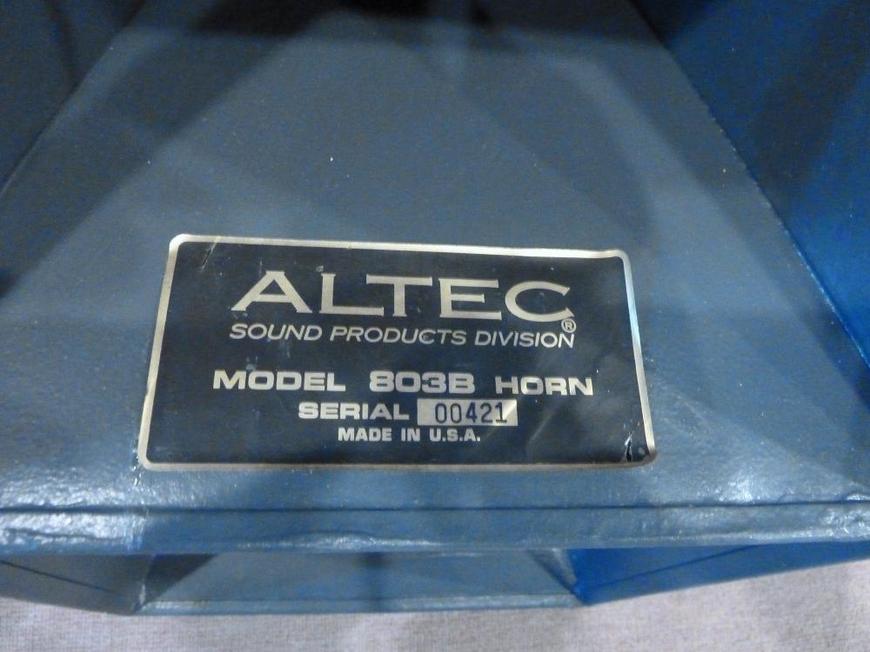 ALTEC®
SOUND PRODUCTS DIVISION
MODEL 803B HORN
SERIAL 00421
MADE IN U.S.A.